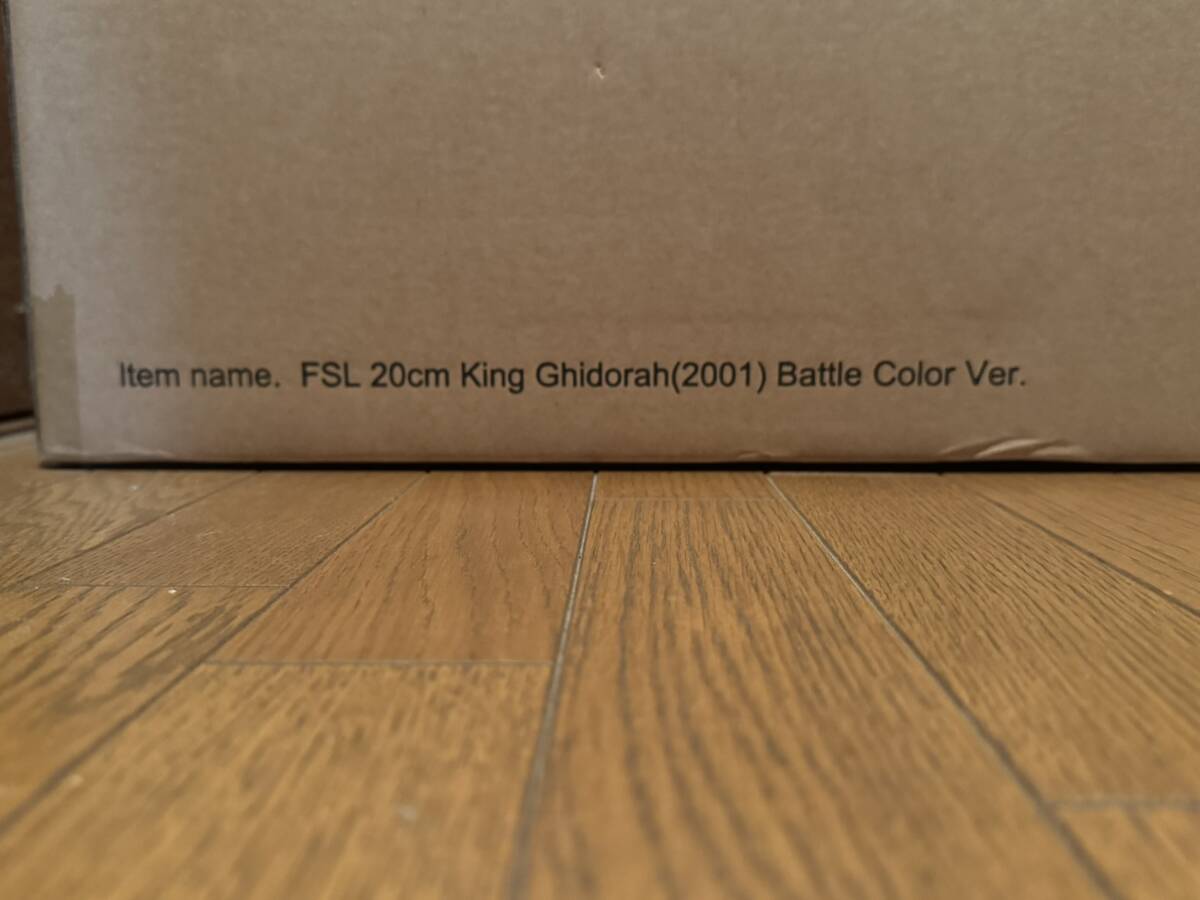 Item name. FSL 20cm King Ghidorah(2001) Battle Color Ver.